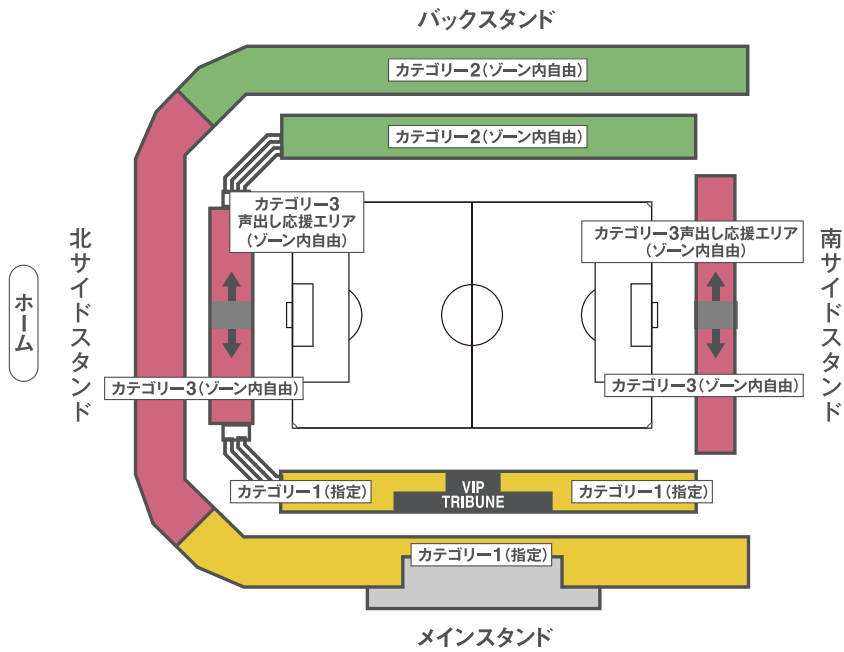 バックスタンド
カテゴリー2（ゾーン内自由）
カテゴリー2（ゾーン内自由）
カテゴリー3
声出し応援エリア
（ゾーン内自由）
カテゴリー3声出し応援エリア
（ゾーン内自由）
ホーム
北サイドスタンド
南サイドスタンド
カテゴリー3（ゾーン内自由）
カテゴリー3（ゾーン内自由）
カテゴリー1（指定）
VIP
TRIBUNE
カテゴリー1（指定）
カテゴリー1（指定）
メインスタンド